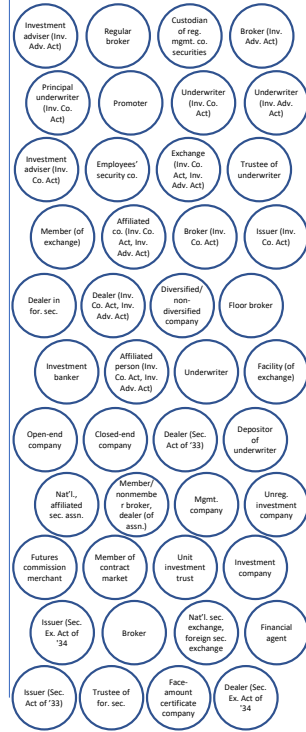 Investment
adviser (Inv.
Adv. Act)
Regular
broker
Custodian
of reg.
mgmt. co.
securities
Broker (Inv.
Adv. Act)
Principal
underwriter
(Inv. Co.
Act)
Promoter
Underwriter
(Inv. Co.
Act)
Underwriter
(Inv. Adv.
Act)
Investment
adviser (Inv.
Co. Act)
Employees'
security co.
Exchange
(Inv. Co.
Act, Inv.
Adv. Act)
Trustee of
underwriter
Member (of
exchange)
Affiliated
co. (Inv. Co.
Act, Inv.
Adv. Act)
Broker (Inv.
Co. Act)
Issuer (Inv.
Co. Act)
Dealer in
for. sec.
Dealer (Inv.
Co. Act, Inv.
Adv. Act)
Diversified/
non-
diversified
company
Floor broker
Investment
banker
Affiliated
person (Inv.
Co. Act, Inv.
Adv. Act)
Underwriter
Facility (of
exchange)
Open-end
company
Closed-end
company
Dealer (Sec.
Act of '33)
Depositor
of
underwriter
Nat'l.,
affiliated
sec. assn.
Member/
nonmembe
r broker,
dealer (of
assn.)
Mgmt.
company
Unreg.
investment
company
Futures
commission
merchant
Member of
contract
market
Unit
investment
trust
Investment
company
Issuer (Sec.
Ex. Act of
'34
Broker
Nat'l. sec.
exchange,
foreign sec.
exchange
Financial
agent
Issuer (Sec.
Act of '33)
Trustee of
for. sec.
Face-
amount
certificate
company
Dealer (Sec.
Ex. Act of
'34